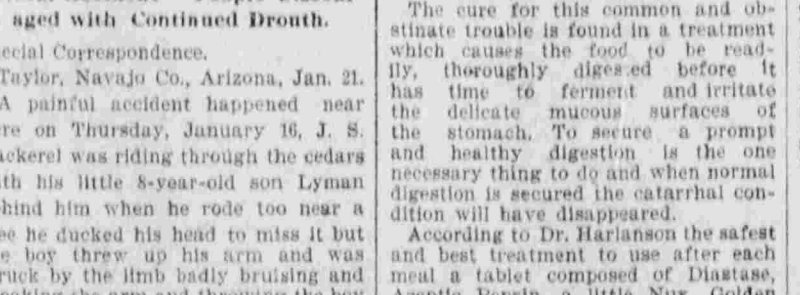 aged with Continued Drouth.
ecial Correspondence.
Taylor, Navajo Co., Arizona, Jan. 21.
A painful accident happened near
re on Thursday, January 16, J. S.
ackerel was riding through the cedars
th his little 8-year-old son Lyman
hind him when he rode too near a
ee he ducked his head to miss it but
e boy threw up his arm and was
ruck by the limb badly bruising and
The cure for this common and ob-
stinate trouble is found in a treatment
which causes the food to be read-
ily, thoroughly digested before it
has time to ferment and irritate
the delicate mucous surfaces of
the stomach. To secure a prompt
and healthy digestion is the one
necessary thing to do and when normal
digestion is secured the catarrhal con-
dition will have disappeared.
According to Dr. Harlanson the safest
and best treatment to use after each
meal a tablet composed of Diastase,
Aseptic Pepsin, a little Nux, Golden